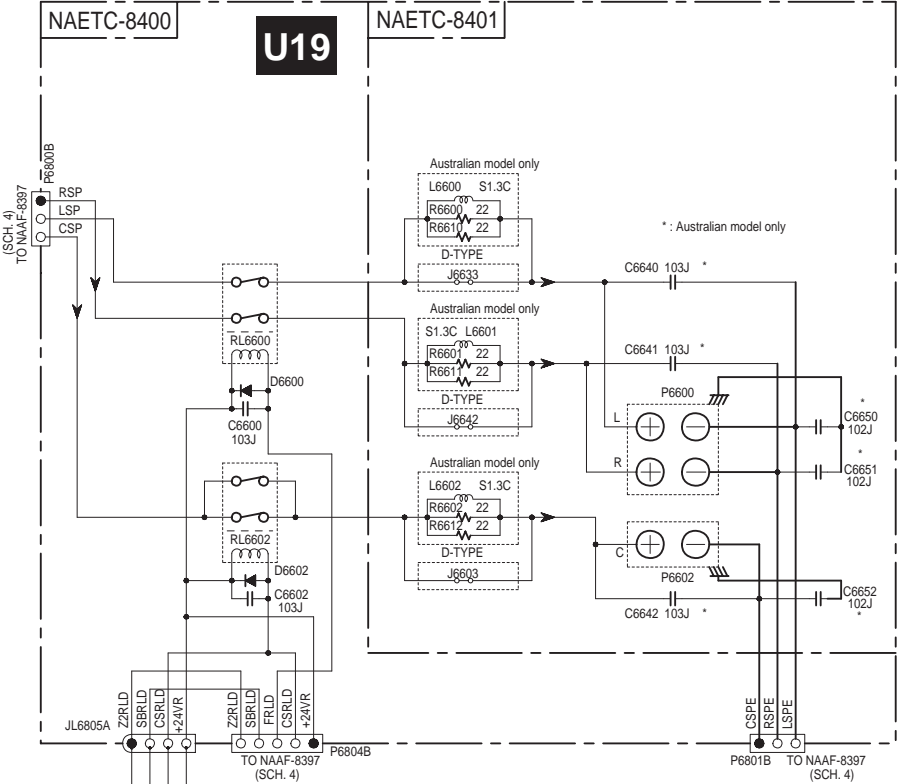 NAETC-8400
U19
NAETC-8401
P6800B
(SCH. 4)
TO NAAF-8397
RSP
LSP
CSP
Australian model only
L6600 S1.3C
R6600 22
R6610 22
D-TYPE
J6633
* : Australian model only
C6640 103J *
Australian model only
S1.3C L6601
R6601 22
R6611 22
D-TYPE
J6642
C6641 103J *
RL6600
D6600
C6600
103J
P6600
L
R
*
C6650
102J
*
C6651
102J
Australian model only
L6602 S1.3C
R6602 22
R6612 22
D-TYPE
J6603
RL6602
D6602
C6602
103J
C
P6602
C6642 103J *
C6652
102J
*
JL6805A
Z2RLD
SBRLD
CSRLD
+24VR
Z2RLD
SBRLD
FRLD
CSRLD
+24VR
P6804B
TO NAAF-8397
(SCH. 4)
CSPE
RSPE
LSPE
P6801B
TO NAAF-8397
(SCH. 4)